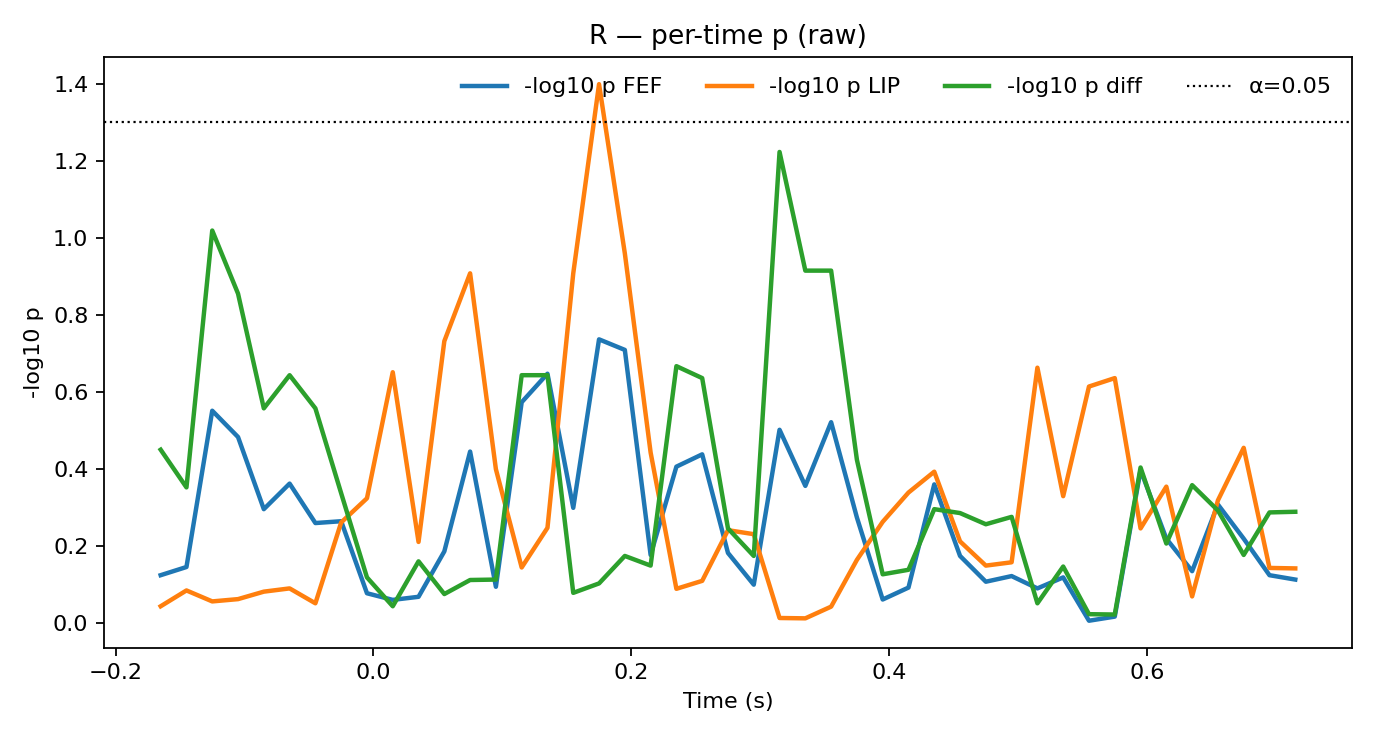 R — per-time p (raw)
-log10 p FEF
-log10 p LIP
-log10 p diff
α=0.05
-log10 p
1.4
1.2
1.0
0.8
0.6
0.4
0.2
0.0
−0.2
0.0
0.2
0.4
0.6
Time (s)